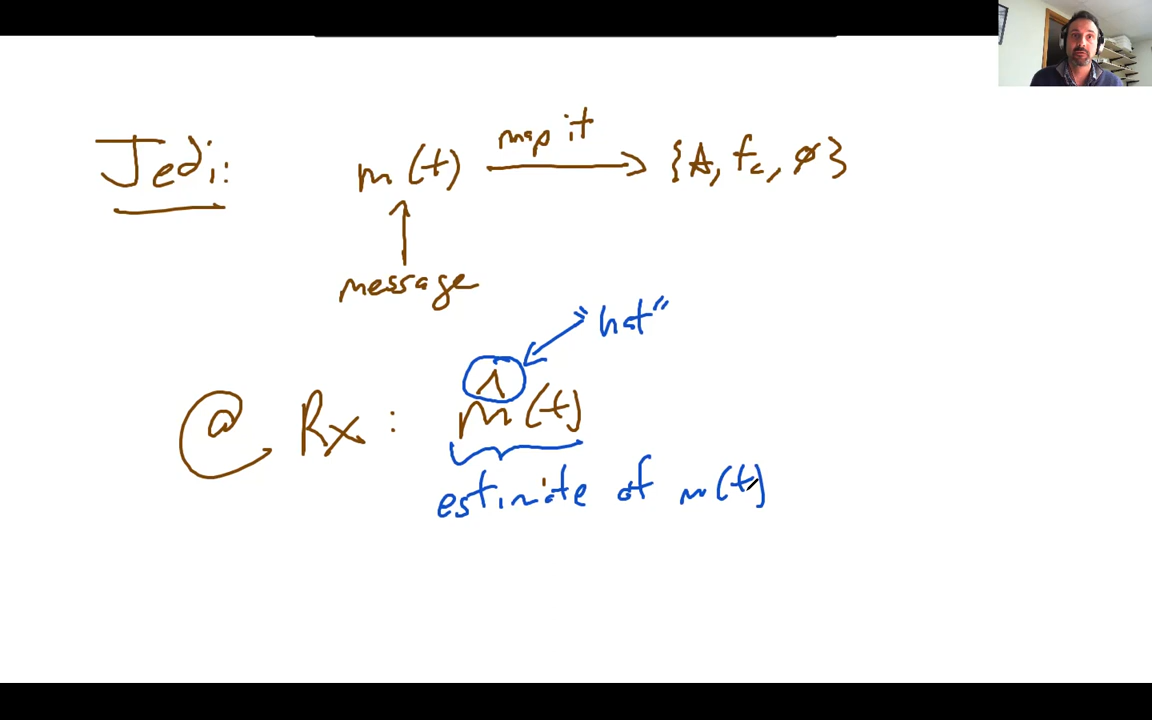 Jedi: m(t) map it → {A, fc, ø}
↑
message
"hat"
@ Rx: m̂(t)
estimate of m(t)